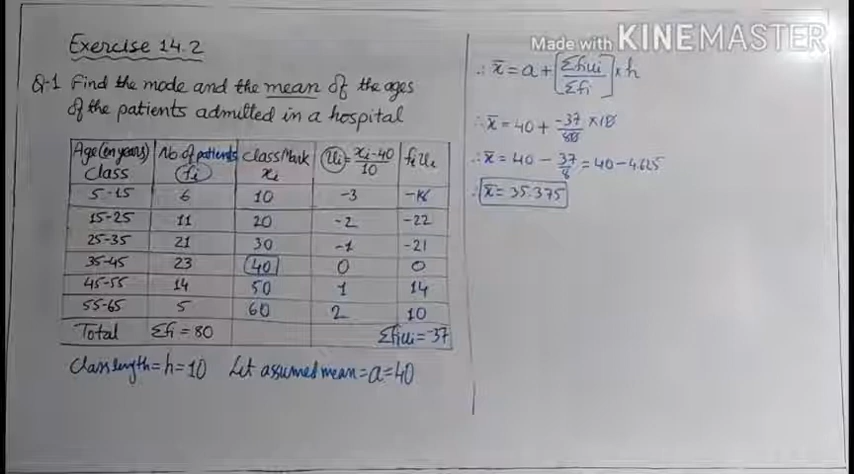 Exercise 14.2
Q-1 Find the mode and the mean of the ages
of the patients admitted in a hospital
Age (in years) Class | No of patients (fi) | Class Mark xi | ui = xi-40/10 | fiui
5-15 | 6 | 10 | -3 | -18
15-25 | 11 | 20 | -2 | -22
25-35 | 21 | 30 | -1 | -21
35-45 | 23 | 40 | 0 | 0
45-55 | 14 | 50 | 1 | 14
55-65 | 5 | 60 | 2 | 10
Total | Σfi = 80 | Σfiui = -37
Class length = h = 10 Let assumed mean = a = 40
Made with KINEMASTER
∴ x̄ = a + [Σfiui/Σfi] × h
∴ x̄ = 40 + -37/80 × 10
∴ x̄ = 40 - 37/8 = 40 - 4.625
∴ x̄ = 35.375